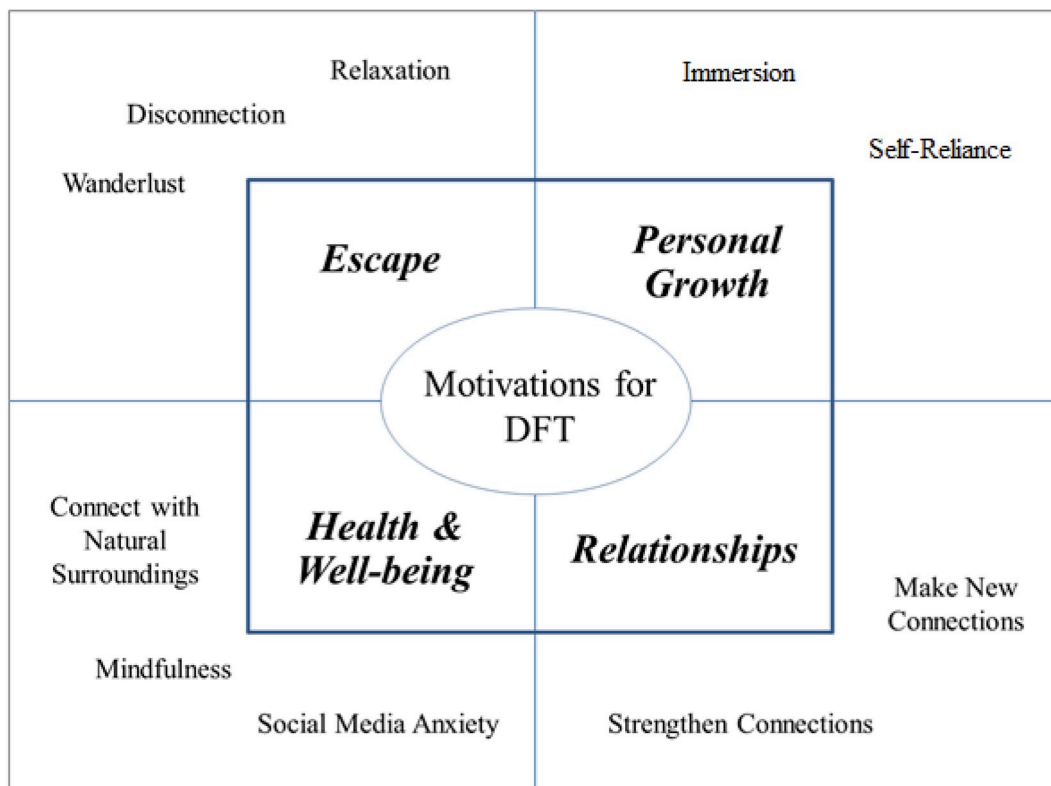 Relaxation
Disconnection
Wanderlust
Immersion
Self-Reliance
Escape
Personal
Growth
Motivations for
DFT
Health &
Well-being
Relationships
Connect with
Natural
Surroundings
Mindfulness
Social Media Anxiety
Make New
Connections
Strengthen Connections